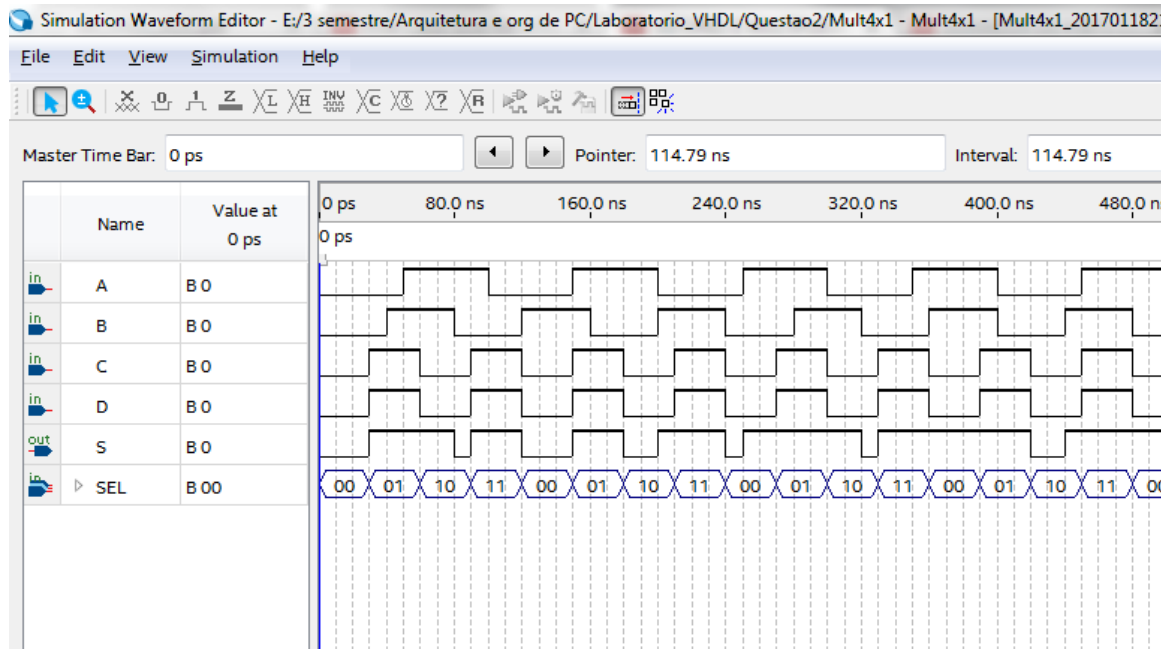 Simulation Waveform Editor - E:/3 semestre/Arquitetura e org de PC/Laboratorio_VHDL/Questao2/Mult4x1 - Mult4x1 - [Mult4x1_2017011821
File Edit View Simulation Help
Master Time Bar: 0 ps Pointer: 114.79 ns Interval: 114.79 ns
Name Value at 0 ps
0 ps 80.0 ns 160.0 ns 240.0 ns 320.0 ns 400.0 ns 480.0 n
0 ps
in A B 0
in B B 0
in C B 0
in D B 0
out S B 0
in SEL B 00 00 01 10 11 00 01 10 11 00 01 10 11 00 01 10 11 00